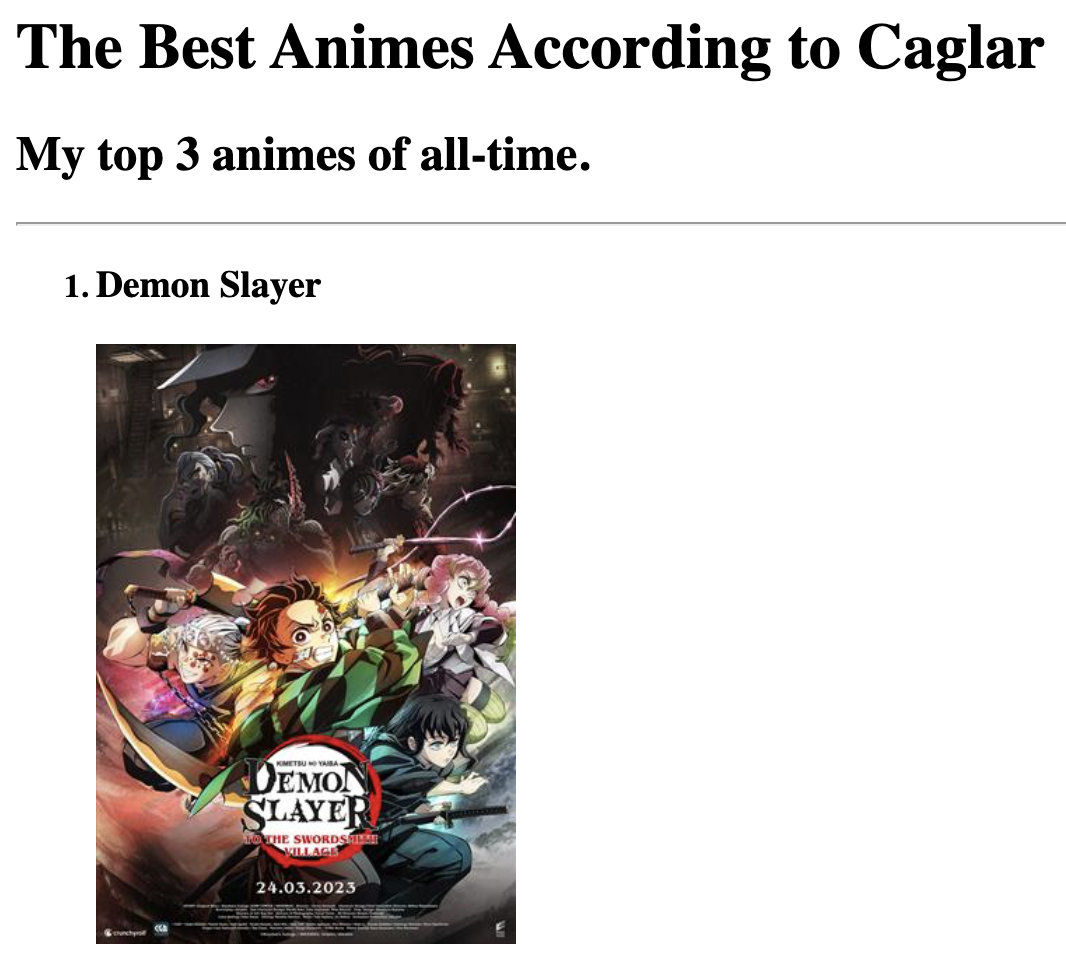 The Best Animes According to Caglar
My top 3 animes of all-time.
1. Demon Slayer
KIMETSU NO YAIBA
DEMON
SLAYER
TO THE SWORDSMITH
VILLAGE
24.03.2023
crunchyroll